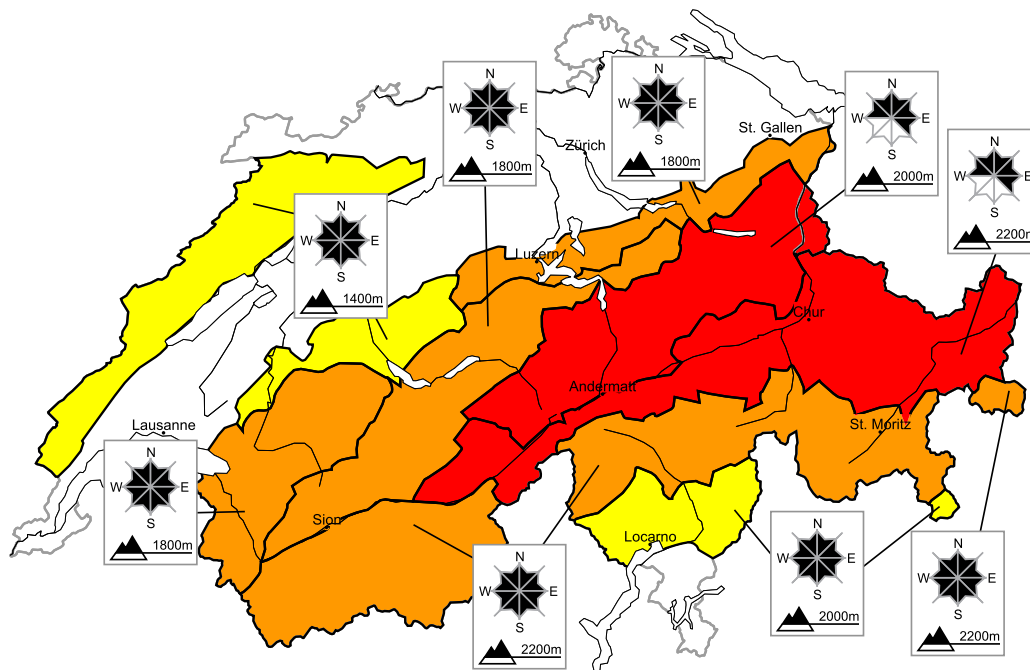 N
W E
S
1800m
N
W E
S
1800m
N
W E
S
2000m
N
W E
S
2200m
N
W E
S
1400m
St. Gallen
Zürich
Luzern
Chur
Andermatt
St. Moritz
Lausanne
Sion
Locarno
N
W E
S
1800m
N
W E
S
2200m
N
W E
S
2000m
N
W E
S
2200m